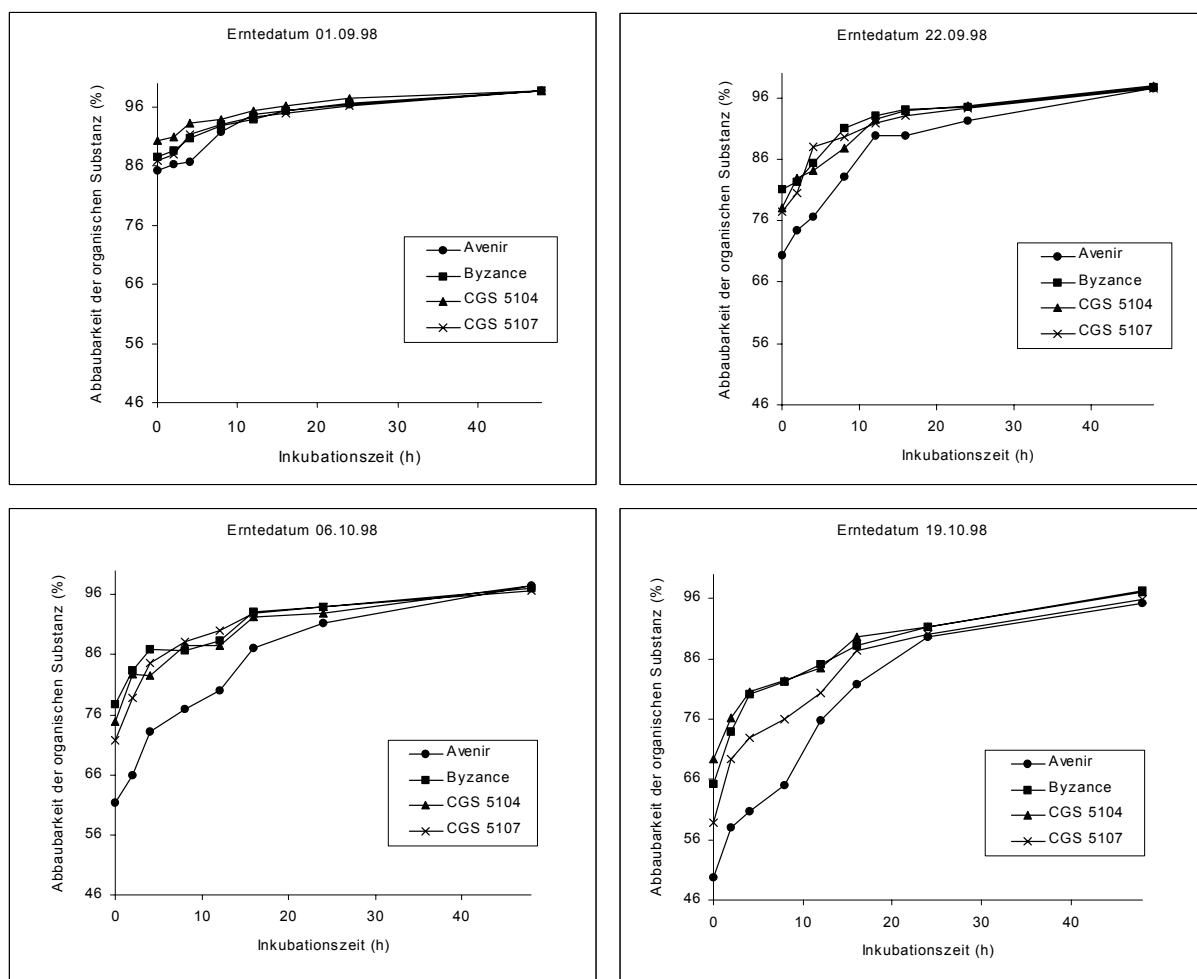 Erntedatum 01.09.98
Abbaubarkeit der organischen Substanz (%)
96
86
76
66
56
46
0 10 20 30 40
Inkubationszeit (h)
Avenir
Byzance
CGS 5104
CGS 5107
Erntedatum 22.09.98
Abbaubarkeit der organischen Substanz (%)
96
86
76
66
56
46
0 10 20 30 40
Inkubationszeit (h)
Avenir
Byzance
CGS 5104
CGS 5107
Erntedatum 06.10.98
Abbaubarkeit der organischen Substanz (%)
96
86
76
66
56
46
0 10 20 30 40
Inkubationszeit (h)
Avenir
Byzance
CGS 5104
CGS 5107
Erntedatum 19.10.98
Abbaubarkeit der organischen Substanz (%)
96
86
76
66
56
46
0 10 20 30 40
Inkubationszeit (h)
Avenir
Byzance
CGS 5104
CGS 5107